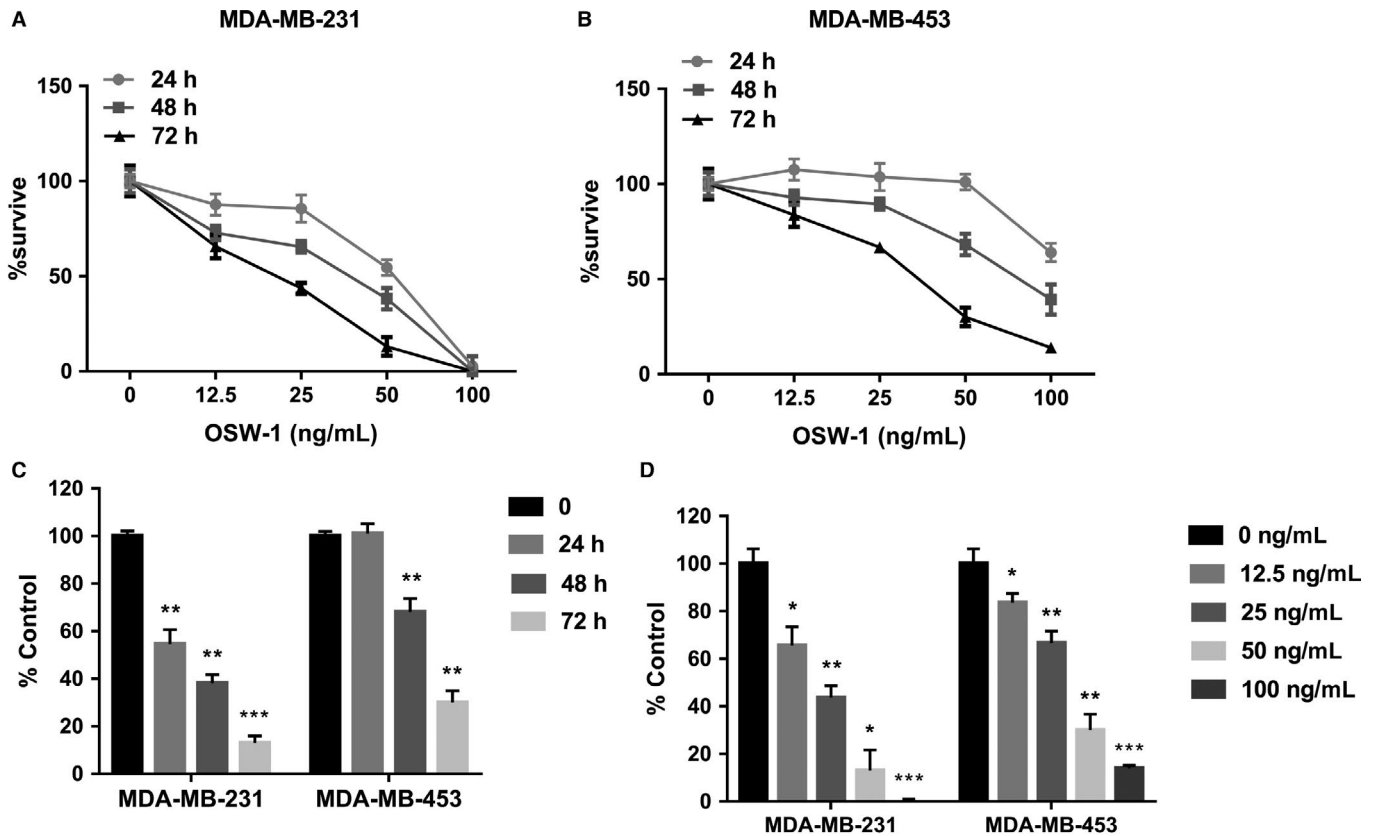 A
MDA-MB-231
24 h
48 h
72 h
150
100
50
0
%survive
0 12.5 25 50 100
OSW-1 (ng/mL)
B
MDA-MB-453
24 h
48 h
72 h
150
100
50
0
%survive
0 12.5 25 50 100
OSW-1 (ng/mL)
C
120
100
80
60
40
20
0
% Control
** ** ***
** **
MDA-MB-231 MDA-MB-453
0
24 h
48 h
72 h
D
120
100
80
60
40
20
0
% Control
* ** * ***
* ** ** ***
MDA-MB-231 MDA-MB-453
0 ng/mL
12.5 ng/mL
25 ng/mL
50 ng/mL
100 ng/mL